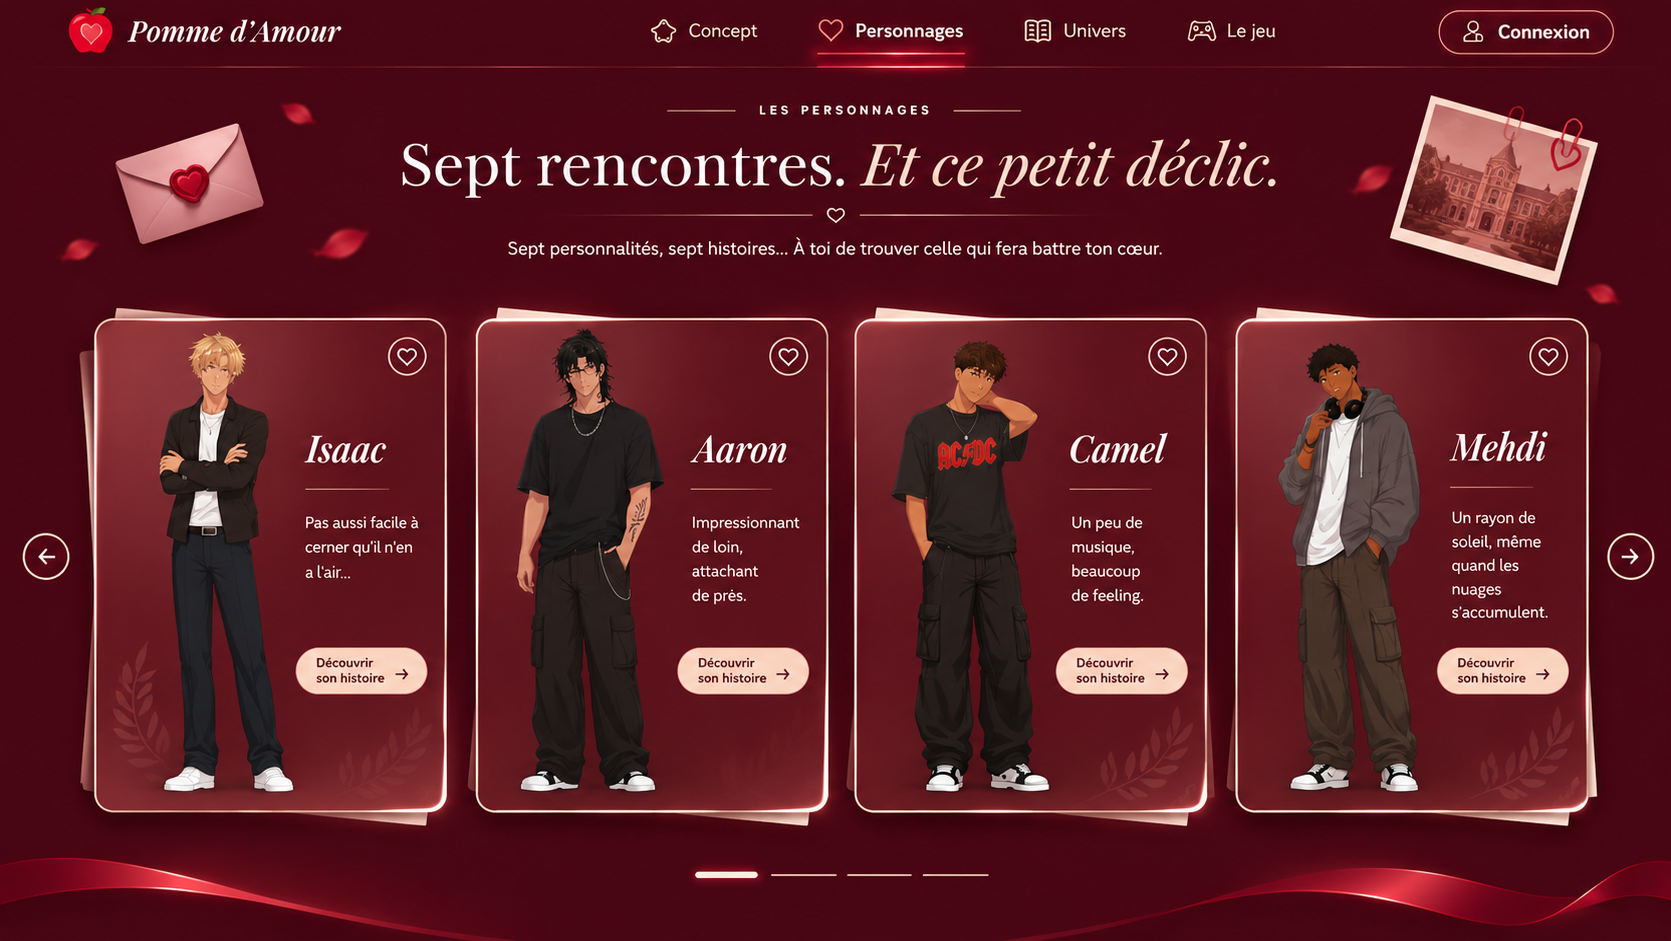 Pomme d'Amour
Concept
Personnages
Univers
Le jeu
Connexion
LES PERSONNAGES
Sept rencontres. Et ce petit déclic.
Sept personnalités, sept histoires... À toi de trouver celle qui fera battre ton cœur.
Isaac
Pas aussi facile à
cerner qu'il n'en
a l'air...
Découvrir
son histoire
Aaron
Impressionnant
de loin,
attachant
de près.
Découvrir
son histoire
AC/DC
Camel
Un peu de
musique,
beaucoup
de feeling.
Découvrir
son histoire
Mehdi
Un rayon de
soleil, même
quand les
nuages
s'accumulent.
Découvrir
son histoire